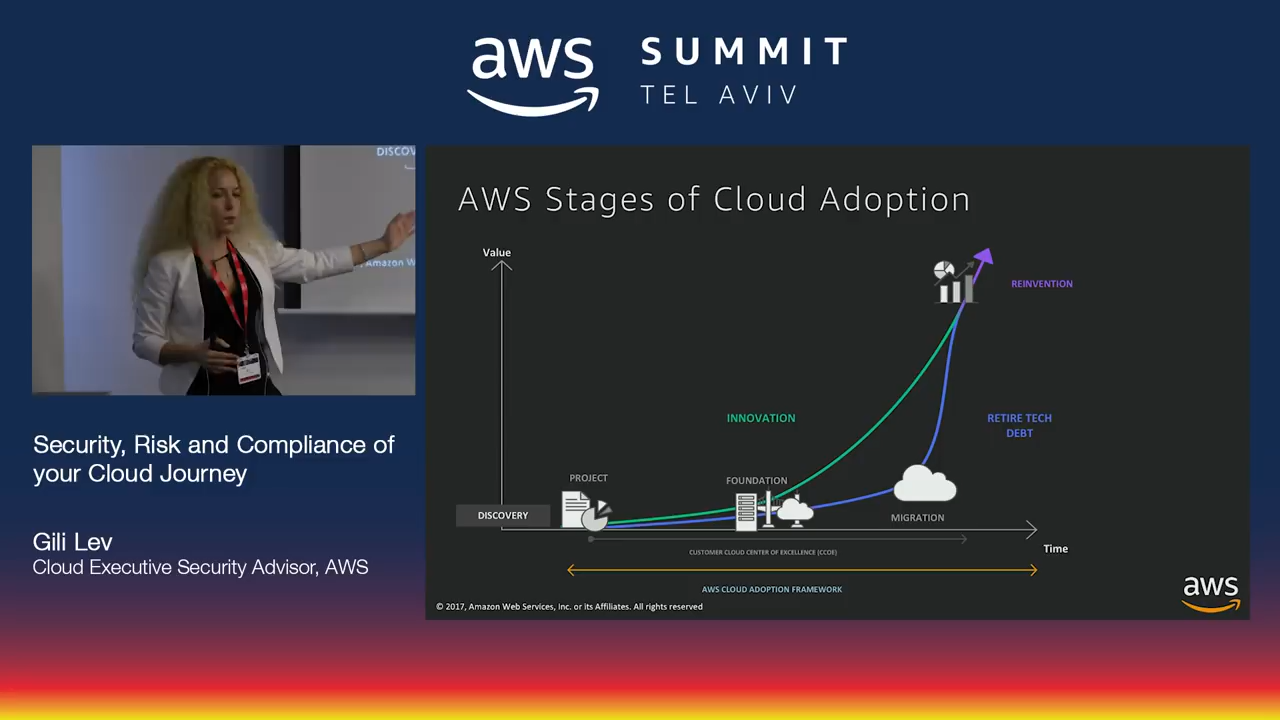 aws
SUMMIT
TEL AVIV
DISCOV
Amazon W
Security, Risk and Compliance of
your Cloud Journey
Gili Lev
Cloud Executive Security Advisor, AWS
AWS Stages of Cloud Adoption
Value
REINVENTION
INNOVATION
RETIRE TECH
DEBT
PROJECT
FOUNDATION
DISCOVERY
MIGRATION
Time
CUSTOMER CLOUD CENTER OF EXCELLENCE (CCOE)
AWS CLOUD ADOPTION FRAMEWORK
© 2017, Amazon Web Services, Inc. or its Affiliates. All rights reserved
aws